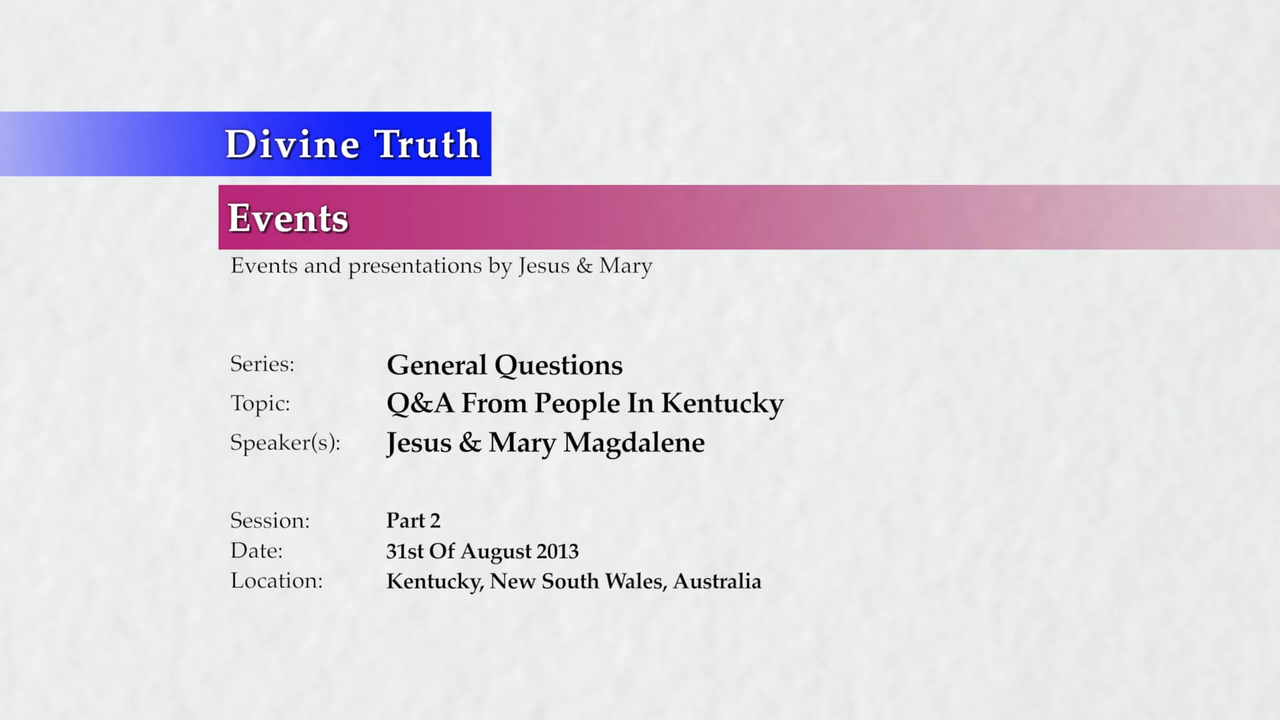 Divine Truth
Events
Events and presentations by Jesus & Mary
Series: General Questions
Topic: Q&A From People In Kentucky
Speaker(s): Jesus & Mary Magdalene
Session: Part 2
Date: 31st Of August 2013
Location: Kentucky, New South Wales, Australia